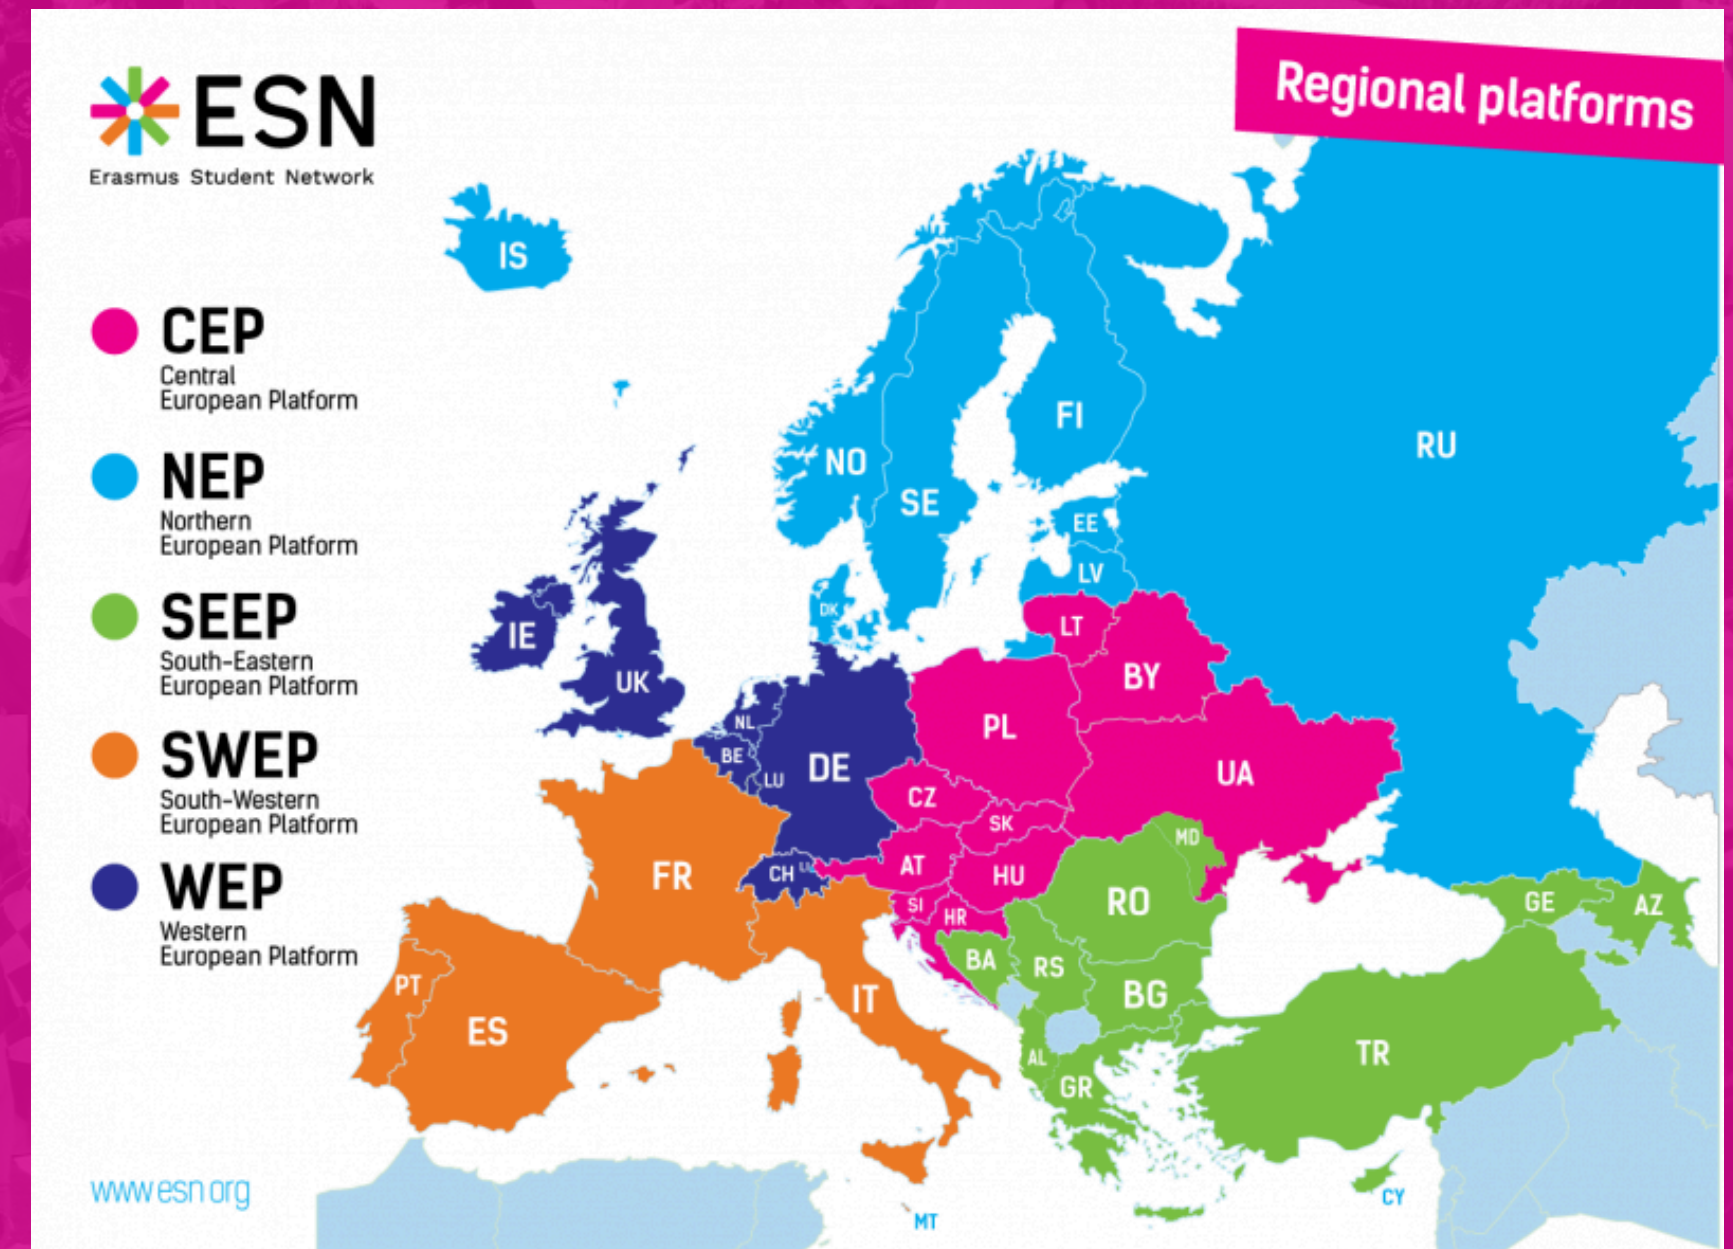 ESN
Erasmus Student Network
Regional platforms
CEP
Central
European Platform
NEP
Northern
European Platform
SEEP
South-Eastern
European Platform
SWEP
South-Western
European Platform
WEP
Western
European Platform
www.esn.org
IS
NO
SE
FI
RU
EE
LV
DK
LT
IE
UK
BY
NL
PL
BE
LU
DE
UA
CZ
SK
MD
CH
LI
AT
HU
FR
SI
HR
RO
GE
AZ
BA
RS
PT
IT
BG
ES
AL
TR
GR
CY
MT